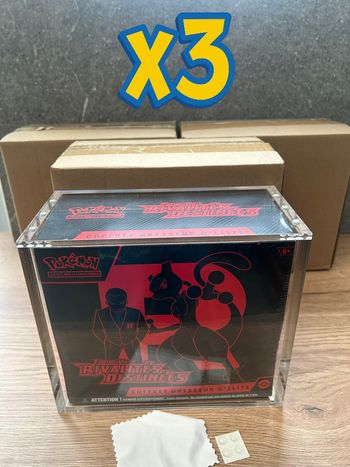 x3
POKÉMON
RIVALITÉS
DESTINÉES
COFFRET DRESSEUR D'ÉLITE
6+
POKÉMON
RIVALITÉS
DESTINÉES
COFFRET DRESSEUR D'ÉLITE
ATTENTION !